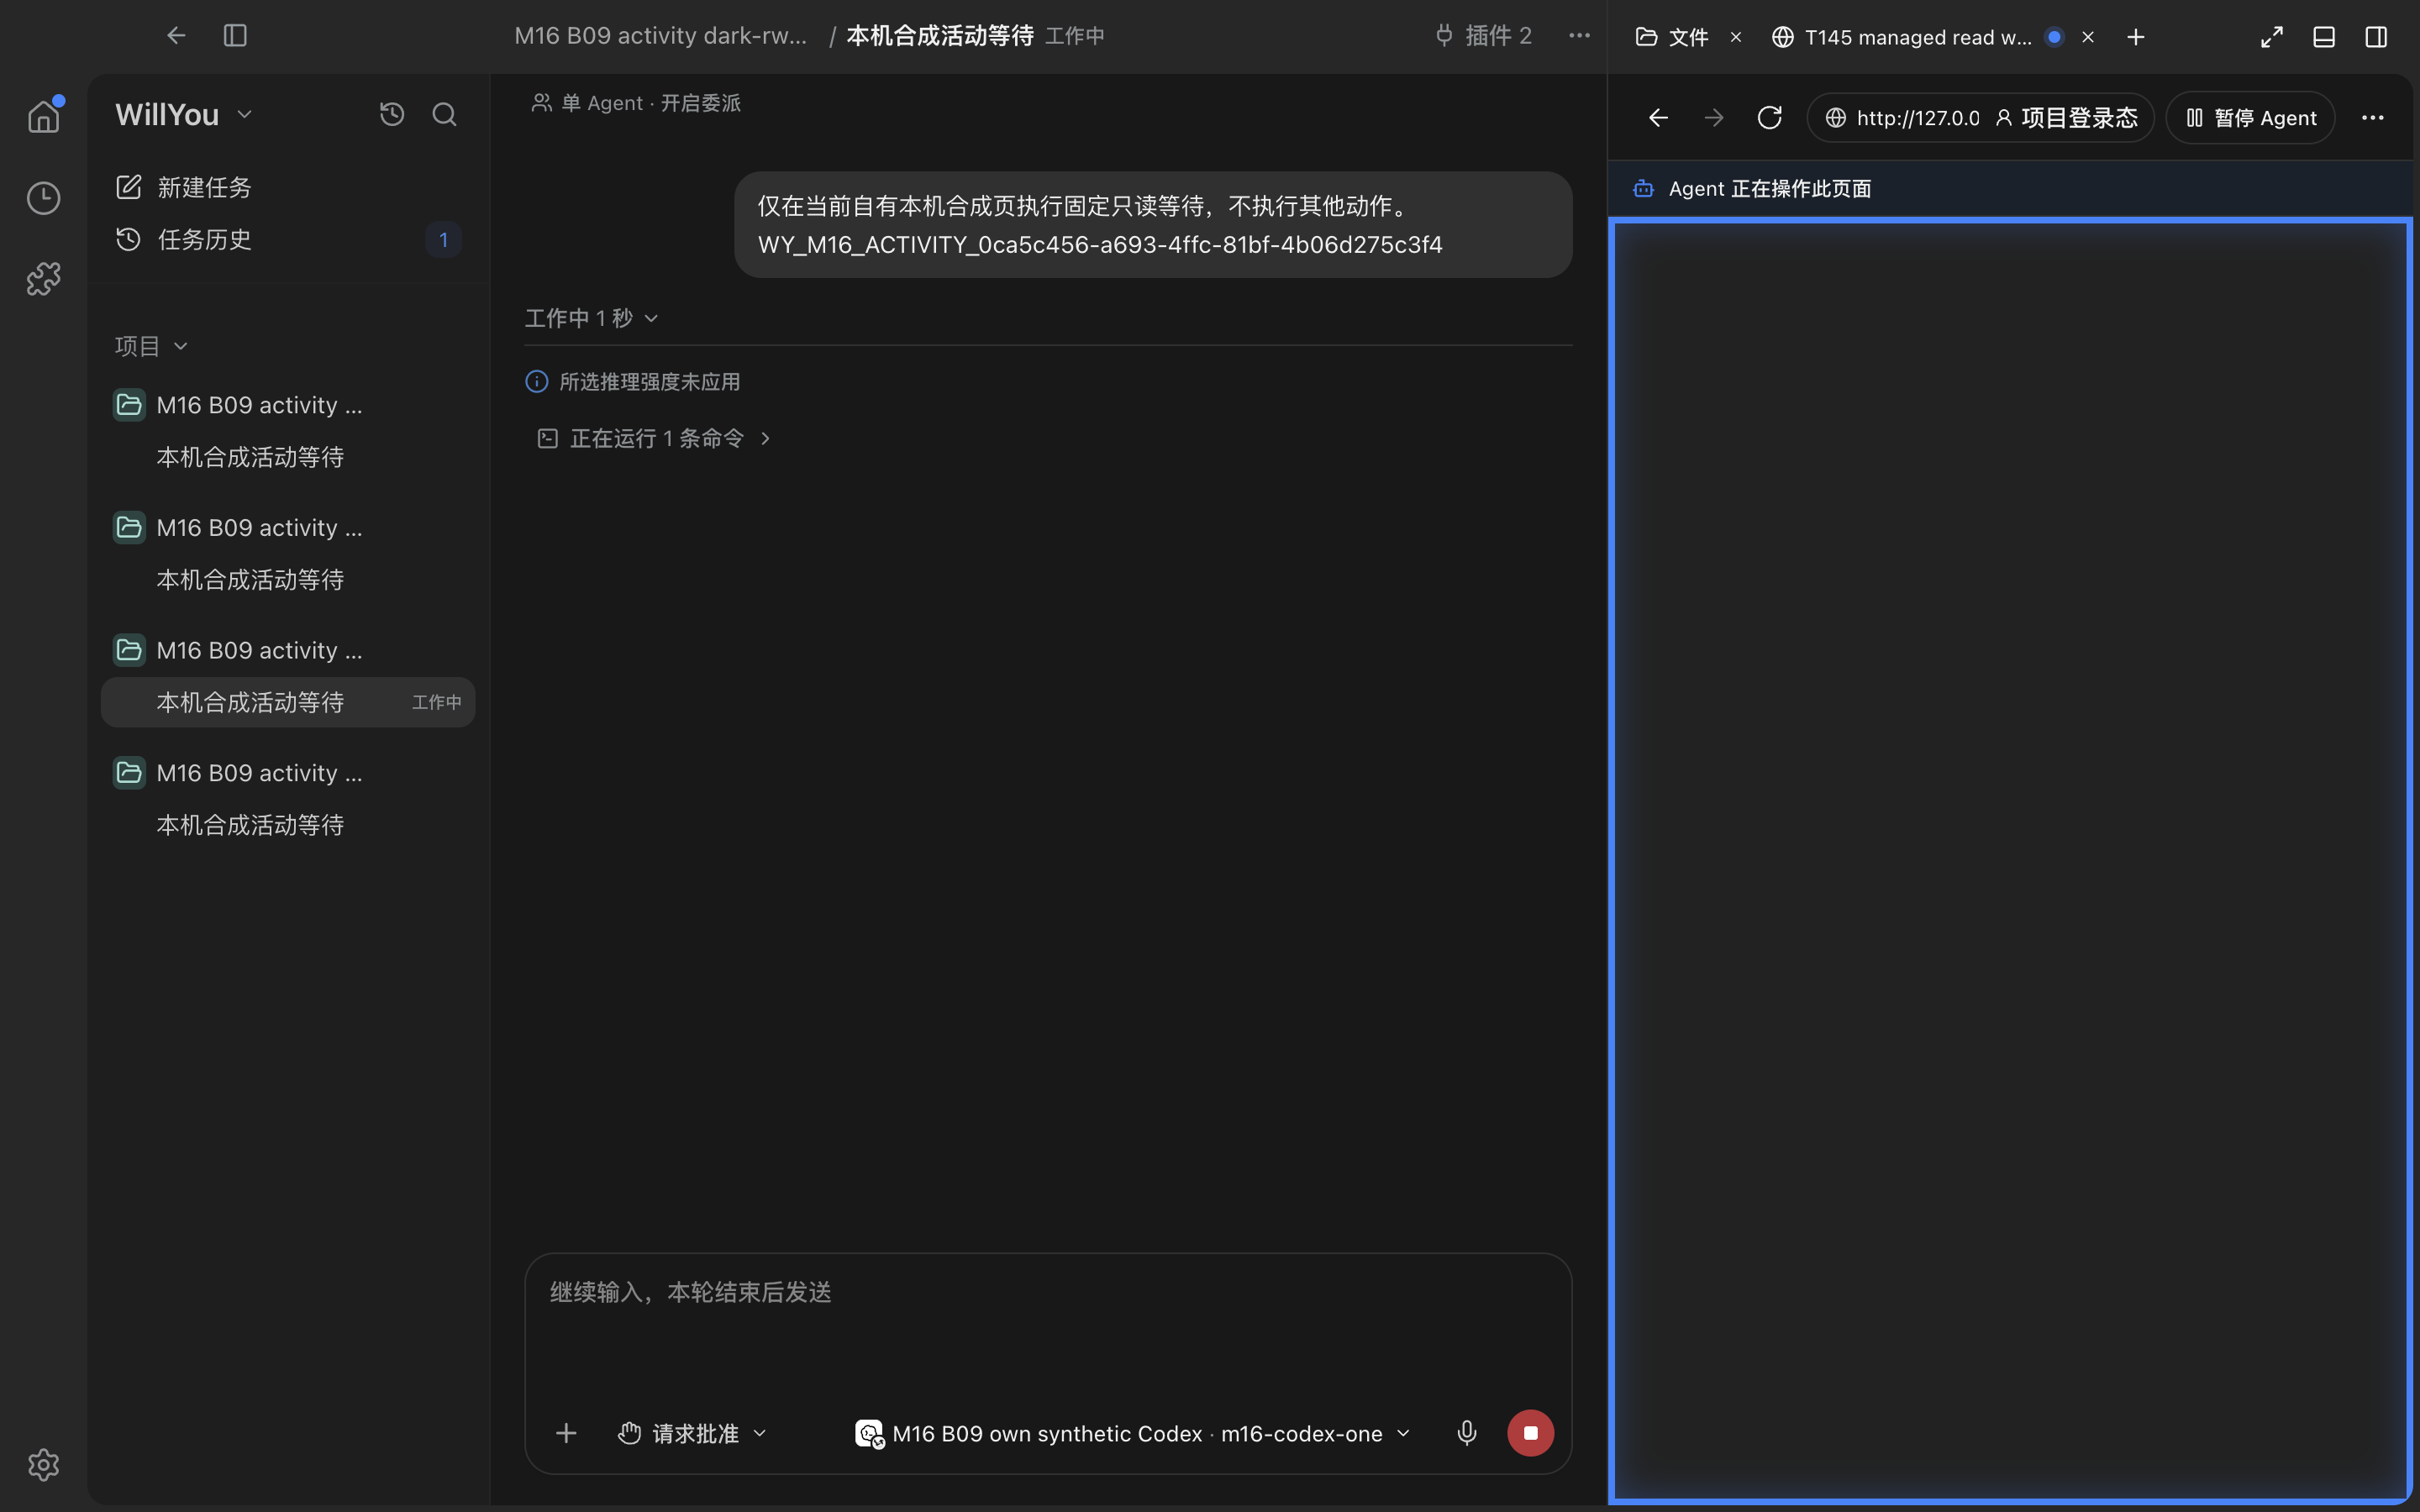 M16 B09 activity dark-rw... / 本机合成活动等待 工作中
插件 2
文件
T145 managed read w...
WillYou
新建任务
任务历史
1
项目
M16 B09 activity ...
本机合成活动等待
M16 B09 activity ...
本机合成活动等待
M16 B09 activity ...
本机合成活动等待 工作中
M16 B09 activity ...
本机合成活动等待
单 Agent · 开启委派
仅在当前自有本机合成页执行固定只读等待，不执行其他动作。
WY_M16_ACTIVITY_0ca5c456-a693-4ffc-81bf-4b06d275c3f4
工作中 1 秒
所选推理强度未应用
正在运行 1 条命令
继续输入，本轮结束后发送
请求批准
M16 B09 own synthetic Codex · m16-codex-one
http://127.0.0 项目登录态
暂停 Agent
Agent 正在操作此页面